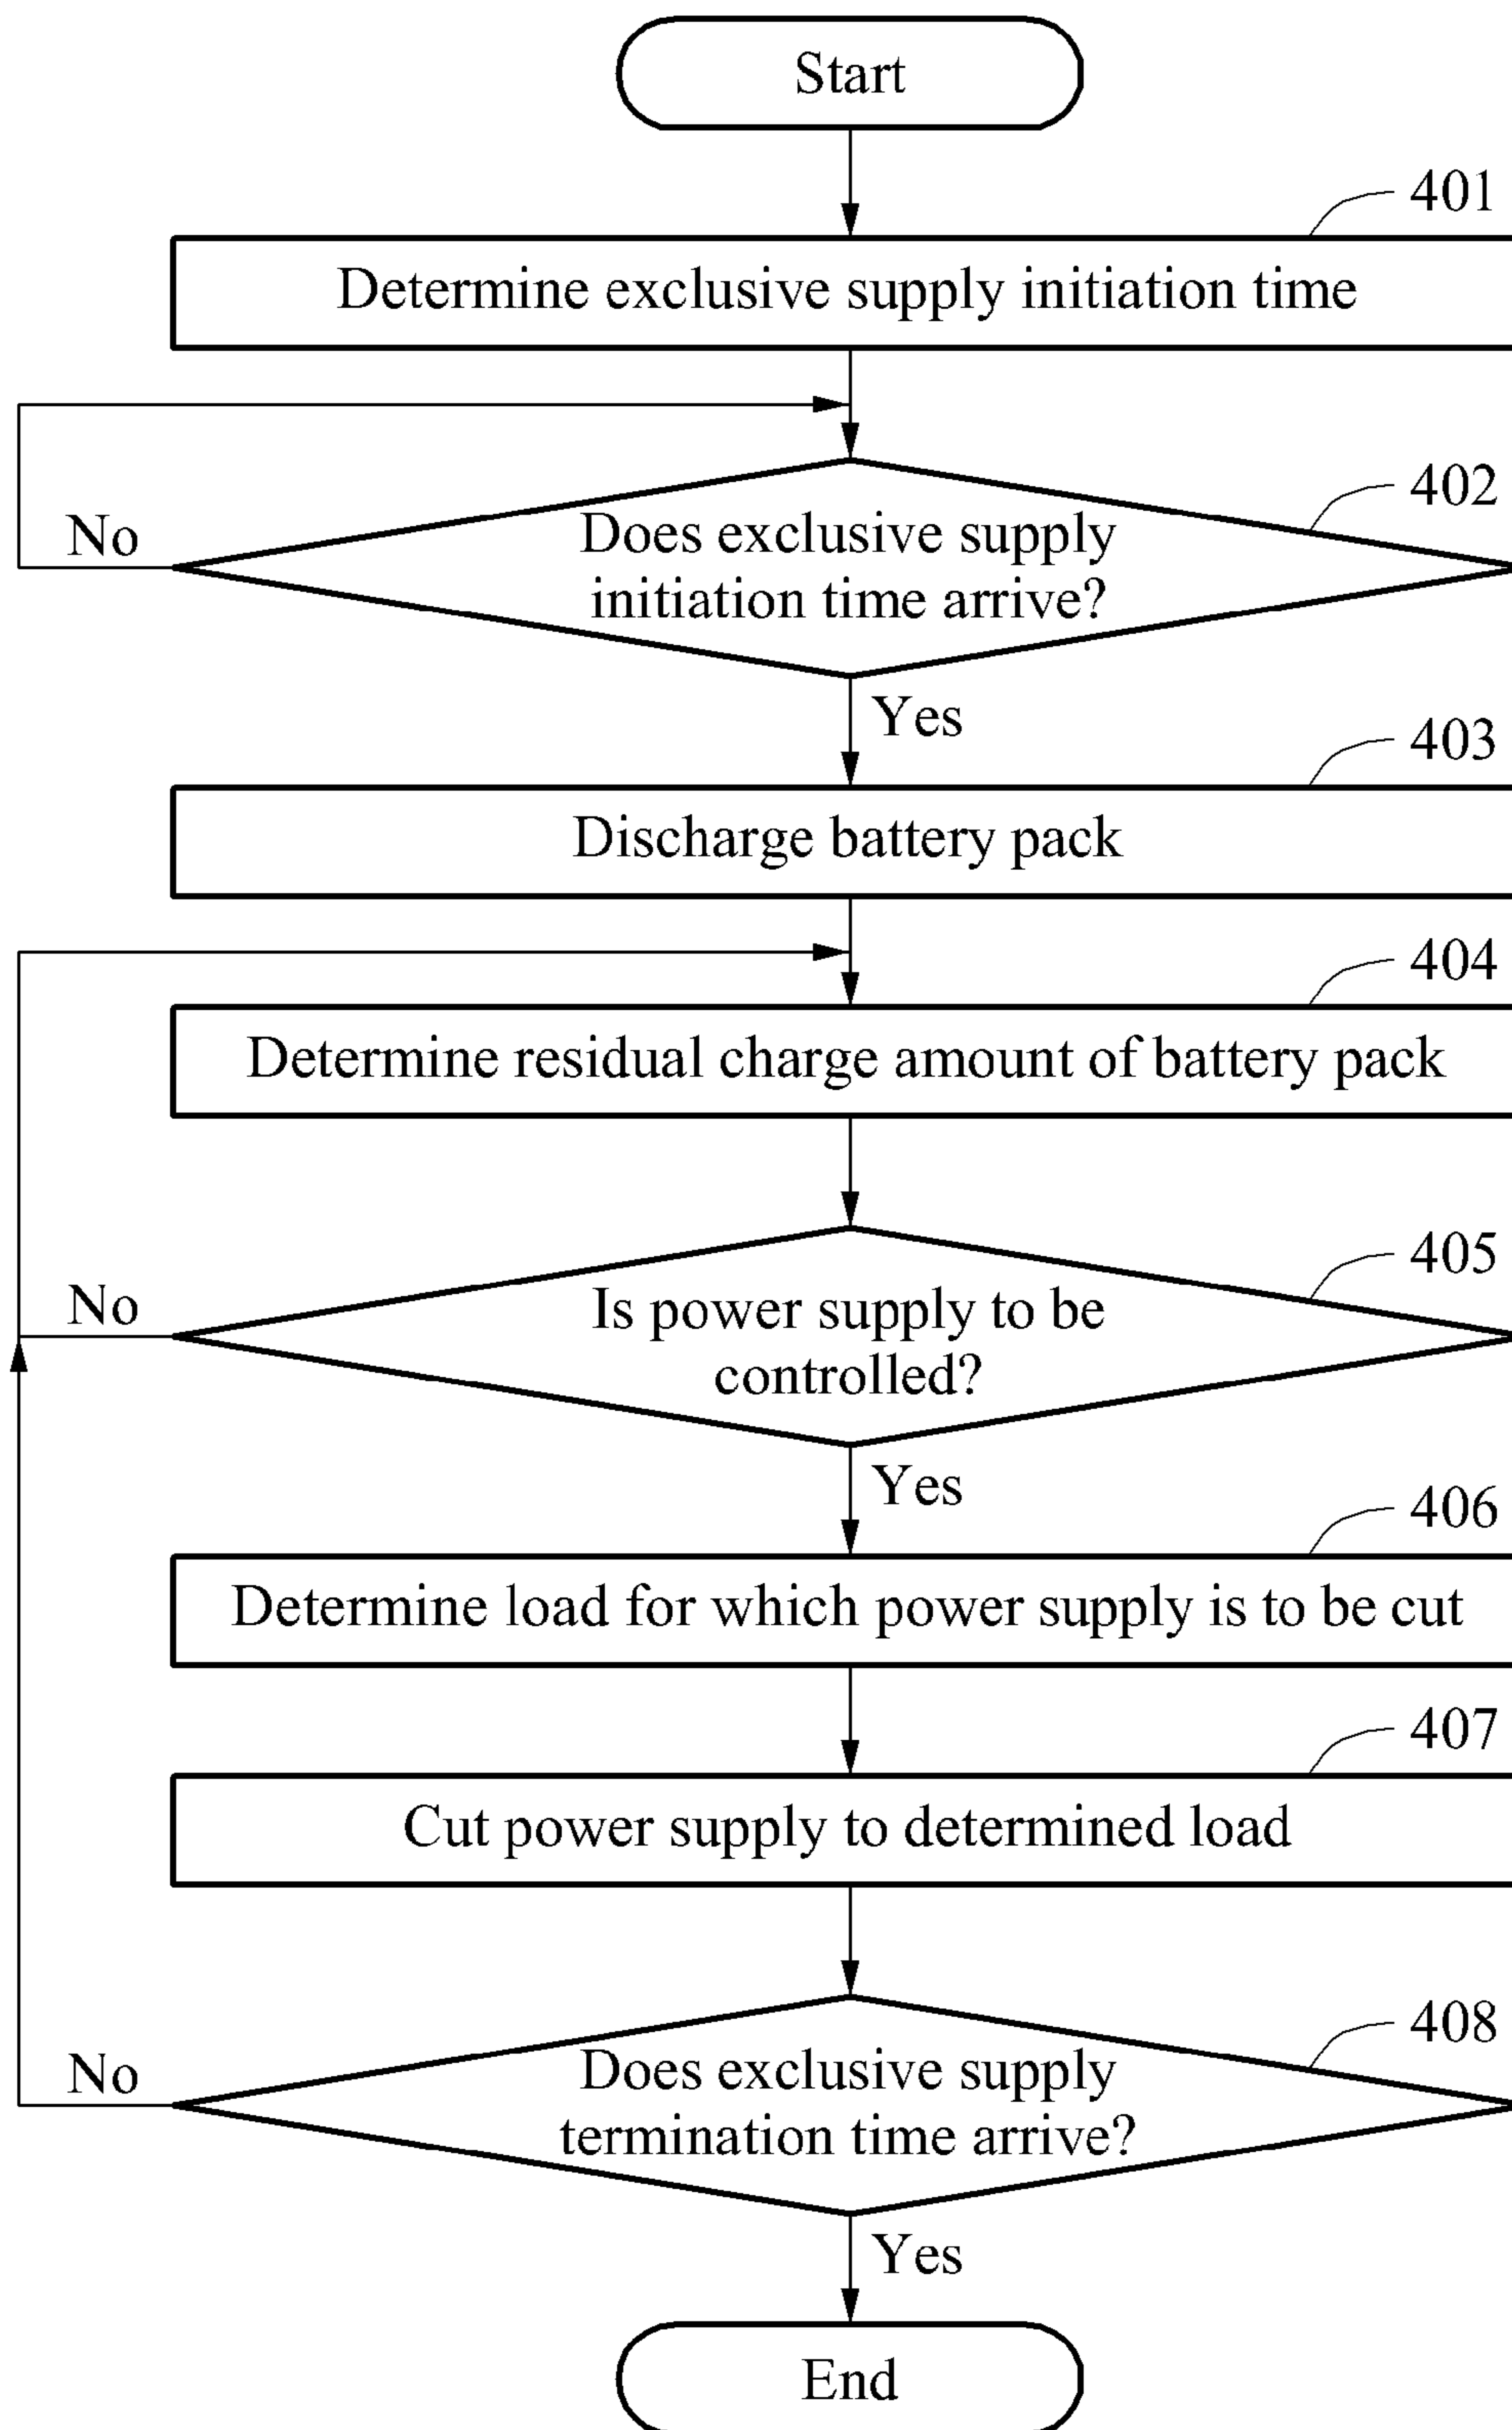 Start
401
Determine exclusive supply initiation time
402
No
Does exclusive supply
initiation time arrive?
Yes
403
Discharge battery pack
404
Determine residual charge amount of battery pack
405
No
Is power supply to be
controlled?
Yes
406
Determine load for which power supply is to be cut
407
Cut power supply to determined load
408
No
Does exclusive supply
termination time arrive?
Yes
End